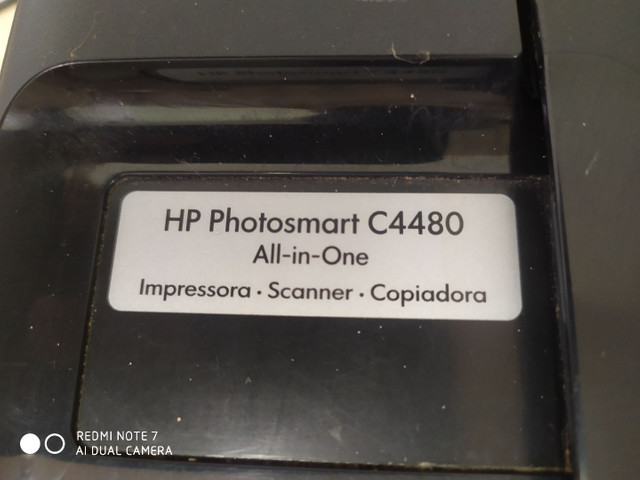 HP Photosmart C4480
All-in-One
Impressora · Scanner · Copiadora
REDMI NOTE 7
AI DUAL CAMERA